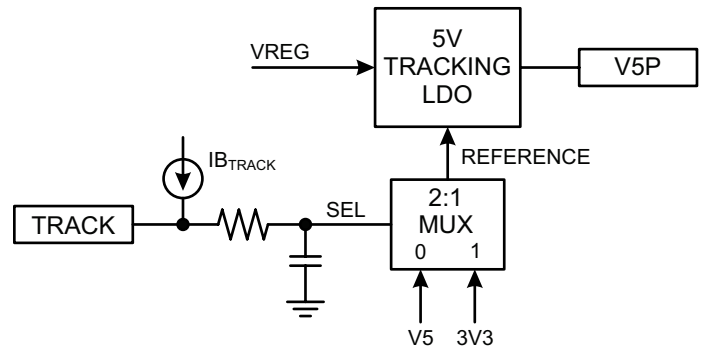 5V
TRACKING
LDO
VREG
V5P
REFERENCE
IBTRACK
TRACK
SEL
2:1
MUX
0 1
V5 3V3